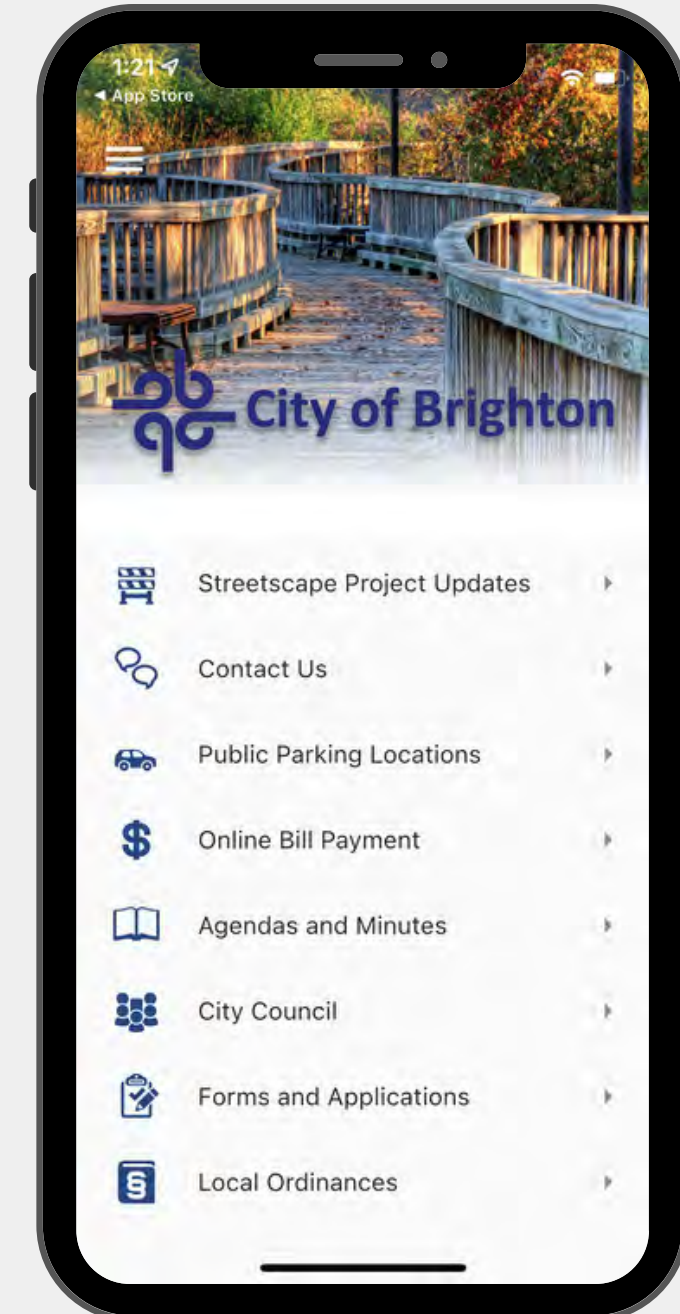 1:21
◀ App Store
City of Brighton
Streetscape Project Updates
Contact Us
Public Parking Locations
$ Online Bill Payment
Agendas and Minutes
City Council
Forms and Applications
§ Local Ordinances